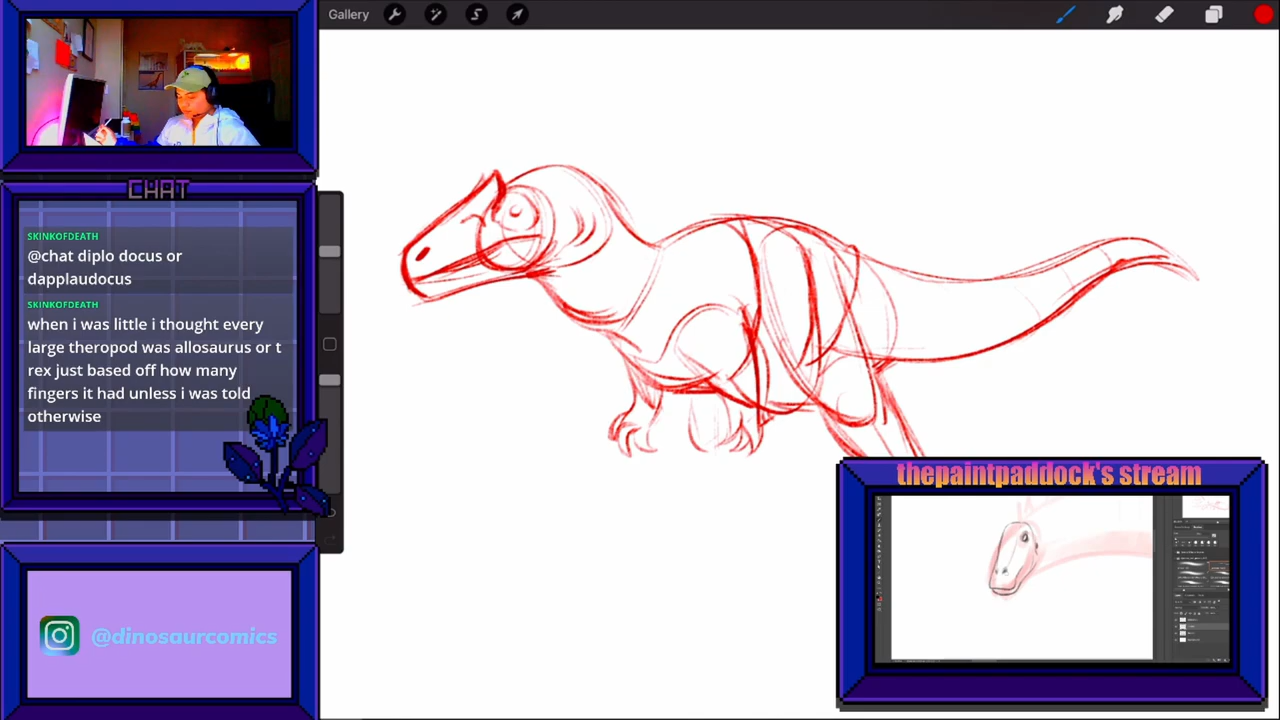 Gallery
CHAT
SKINKOFDEATH
@chat diplo docus or
dapplaudocus
SKINKOFDEATH
when i was little i thought every
large theropod was allosaurus or t
rex just based off how many
fingers it had unless i was told
otherwise
@dinosaurcomics
thepaintpaddock's stream